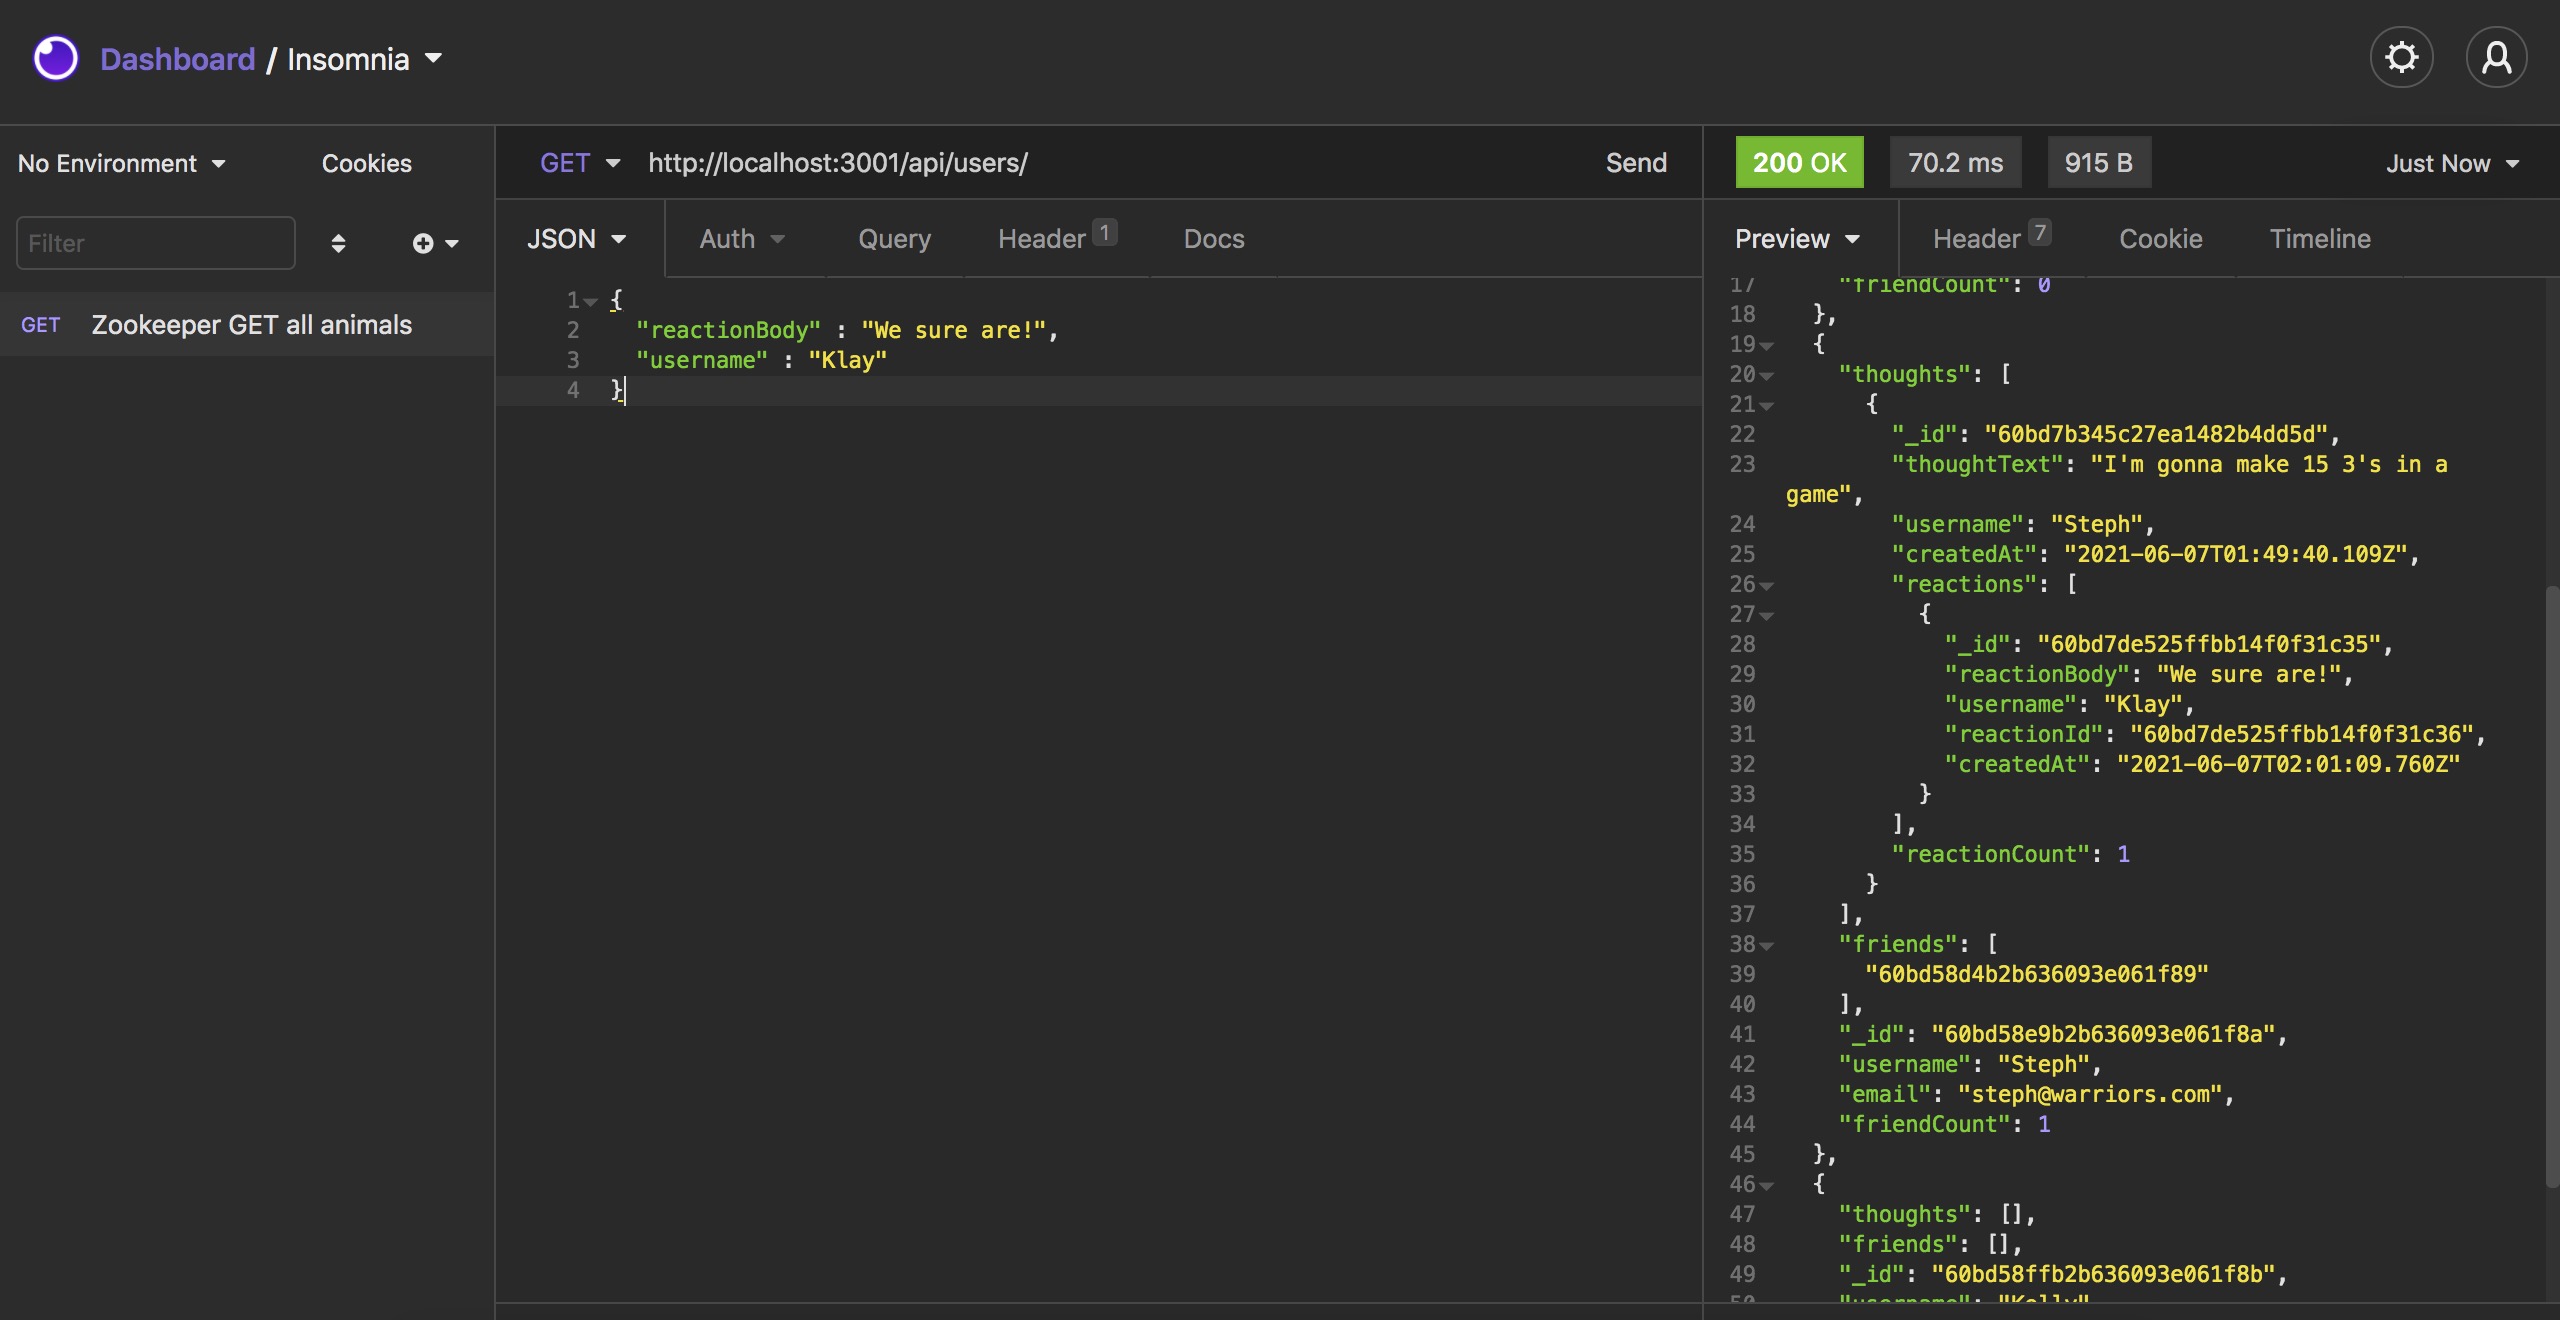 Dashboard / Insomnia
No Environment Cookies
Filter
GET Zookeeper GET all animals
GET http://localhost:3001/api/users/ Send
JSON Auth Query Header 1 Docs
1 {
2 "reactionBody" : "We sure are!",
3 "username" : "Klay"
4 }
200 OK 70.2 ms 915 B Just Now
Preview Header 7 Cookie Timeline
17 "friendCount": 0
18 },
19 {
20 "thoughts": [
21 {
22 "_id": "60bd7b345c27ea1482b4dd5d",
23 "thoughtText": "I'm gonna make 15 3's in a
game",
24 "username": "Steph",
25 "createdAt": "2021-06-07T01:49:40.109Z",
26 "reactions": [
27 {
28 "_id": "60bd7de525ffbb14f0f31c35",
29 "reactionBody": "We sure are!",
30 "username": "Klay",
31 "reactionId": "60bd7de525ffbb14f0f31c36",
32 "createdAt": "2021-06-07T02:01:09.760Z"
33 }
34 ],
35 "reactionCount": 1
36 }
37 ],
38 "friends": [
39 "60bd58d4b2b636093e061f89"
40 ],
41 "_id": "60bd58e9b2b636093e061f8a",
42 "username": "Steph",
43 "email": "steph@warriors.com",
44 "friendCount": 1
45 },
46 {
47 "thoughts": [],
48 "friends": [],
49 "_id": "60bd58ffb2b636093e061f8b",